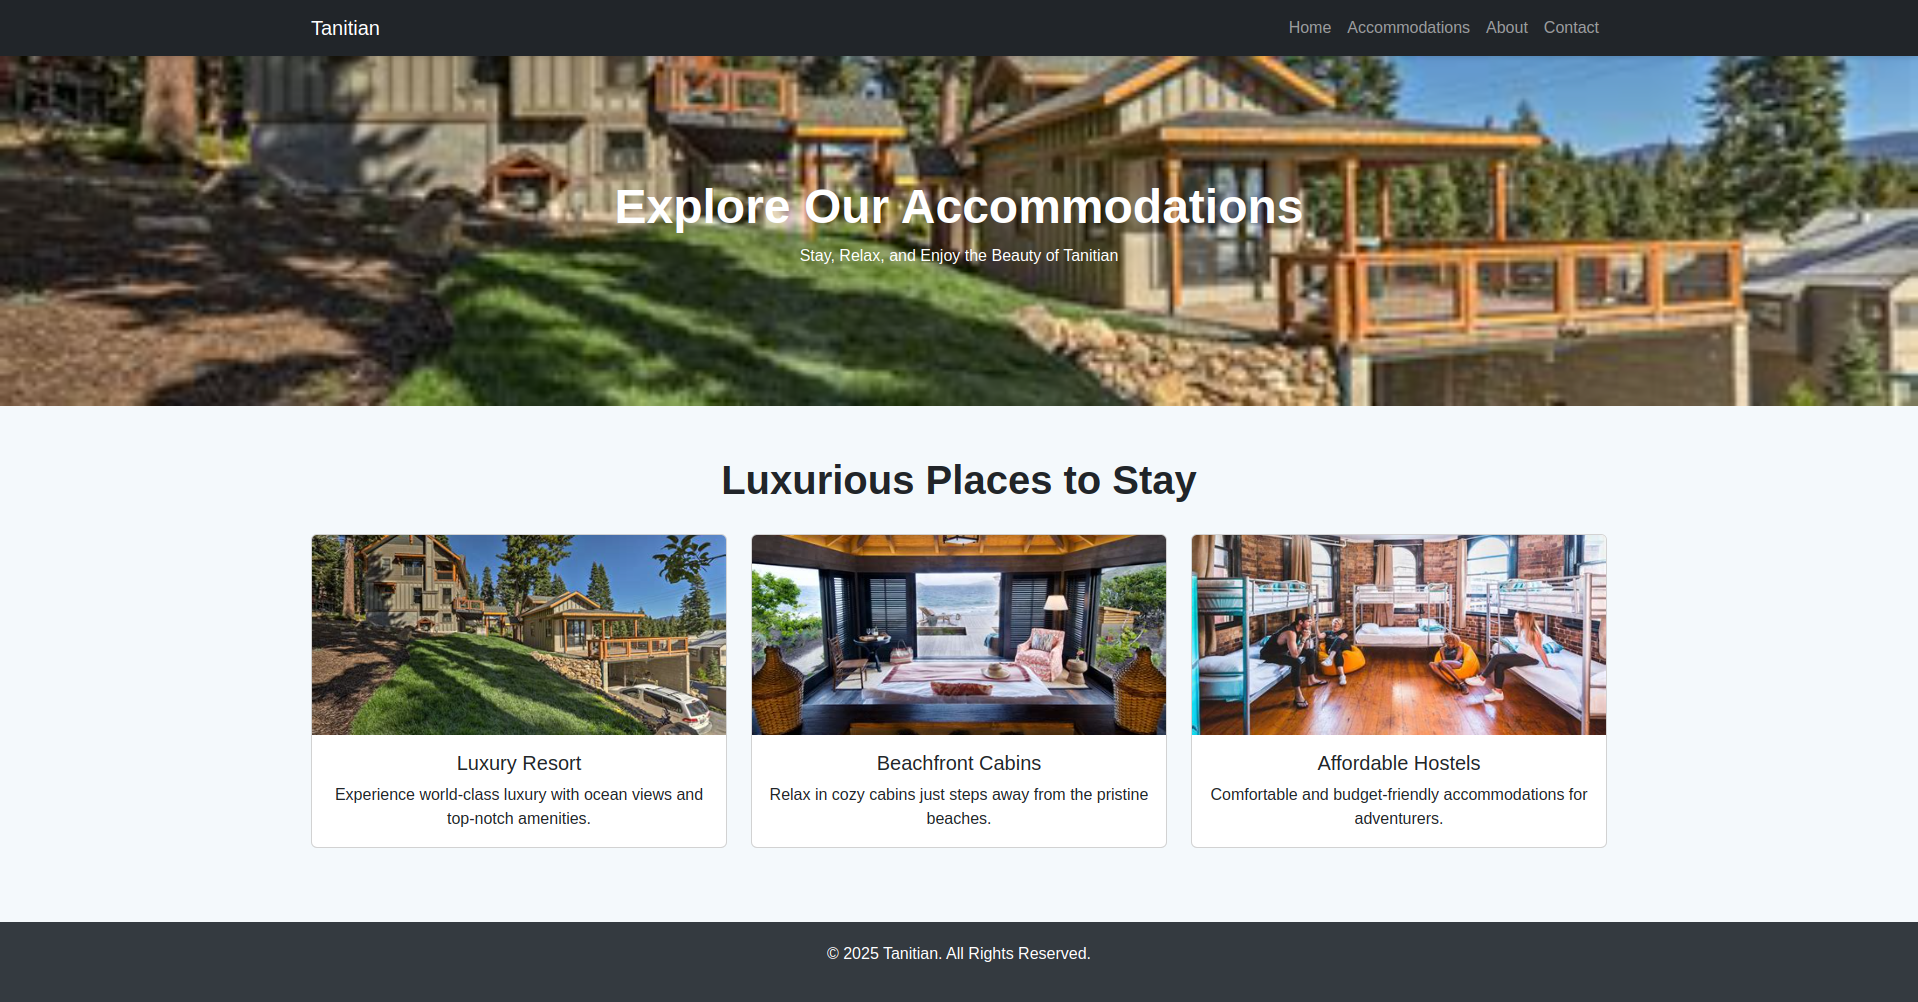 Tanitian
Home Accommodations About Contact
Explore Our Accommodations
Stay, Relax, and Enjoy the Beauty of Tanitian
Luxurious Places to Stay
Luxury Resort
Experience world-class luxury with ocean views and
top-notch amenities.
Beachfront Cabins
Relax in cozy cabins just steps away from the pristine
beaches.
Affordable Hostels
Comfortable and budget-friendly accommodations for
adventurers.
© 2025 Tanitian. All Rights Reserved.